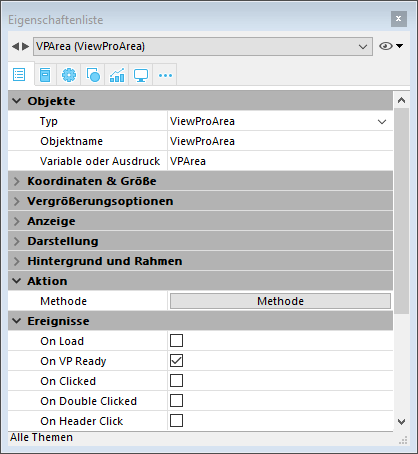 Eigenschaftenliste
VPArea (ViewProArea)
Objekte
Typ ViewProArea
Objektname ViewProArea
Variable oder Ausdruck VPArea
Koordinaten & Größe
Vergrößerungsoptionen
Anzeige
Darstellung
Hintergrund und Rahmen
Aktion
Methode Methode
Ereignisse
On Load
On VP Ready
On Clicked
On Double Clicked
On Header Click
Alle Themen